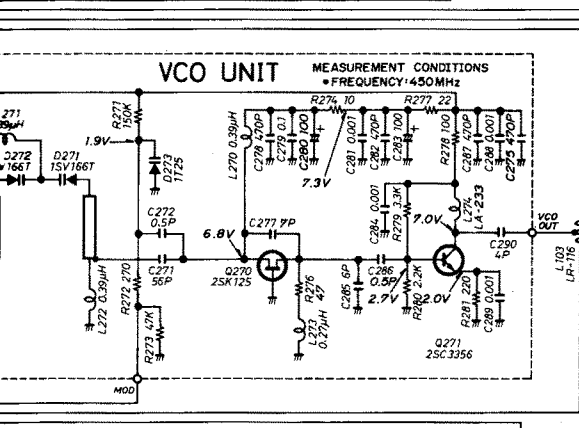 VCO UNIT
MEASUREMENT CONDITIONS
•FREQUENCY:450MHz
271
39μH
R271
150K
1.9V
D272
166T
D271
1SV166T
D273
1T25
L270 0.39μH
C278 470P
C279 0.1
C280 100
+
R274 10
7.3V
C281 0.001
C282 470P
C283 100
+
R277 22
R278 100
C287 470P
C288 0.001
C275 470P
C284 0.001
R279 3.3K
L274
LA-233
7.0V
VCO
OUT
C290
4P
L103
LR-116
C272
0.5P
C271
56P
6.8V
C277 7P
Q270
2SK125
R276
47
L273
0.27μH
C285 6P
C286
0.5P
2.7V
R280 2.2K
2.0V
R281 220
C289 0.001
Q271
2SC3356
L272 0.39μH
R272 270
R273 47K
MOD